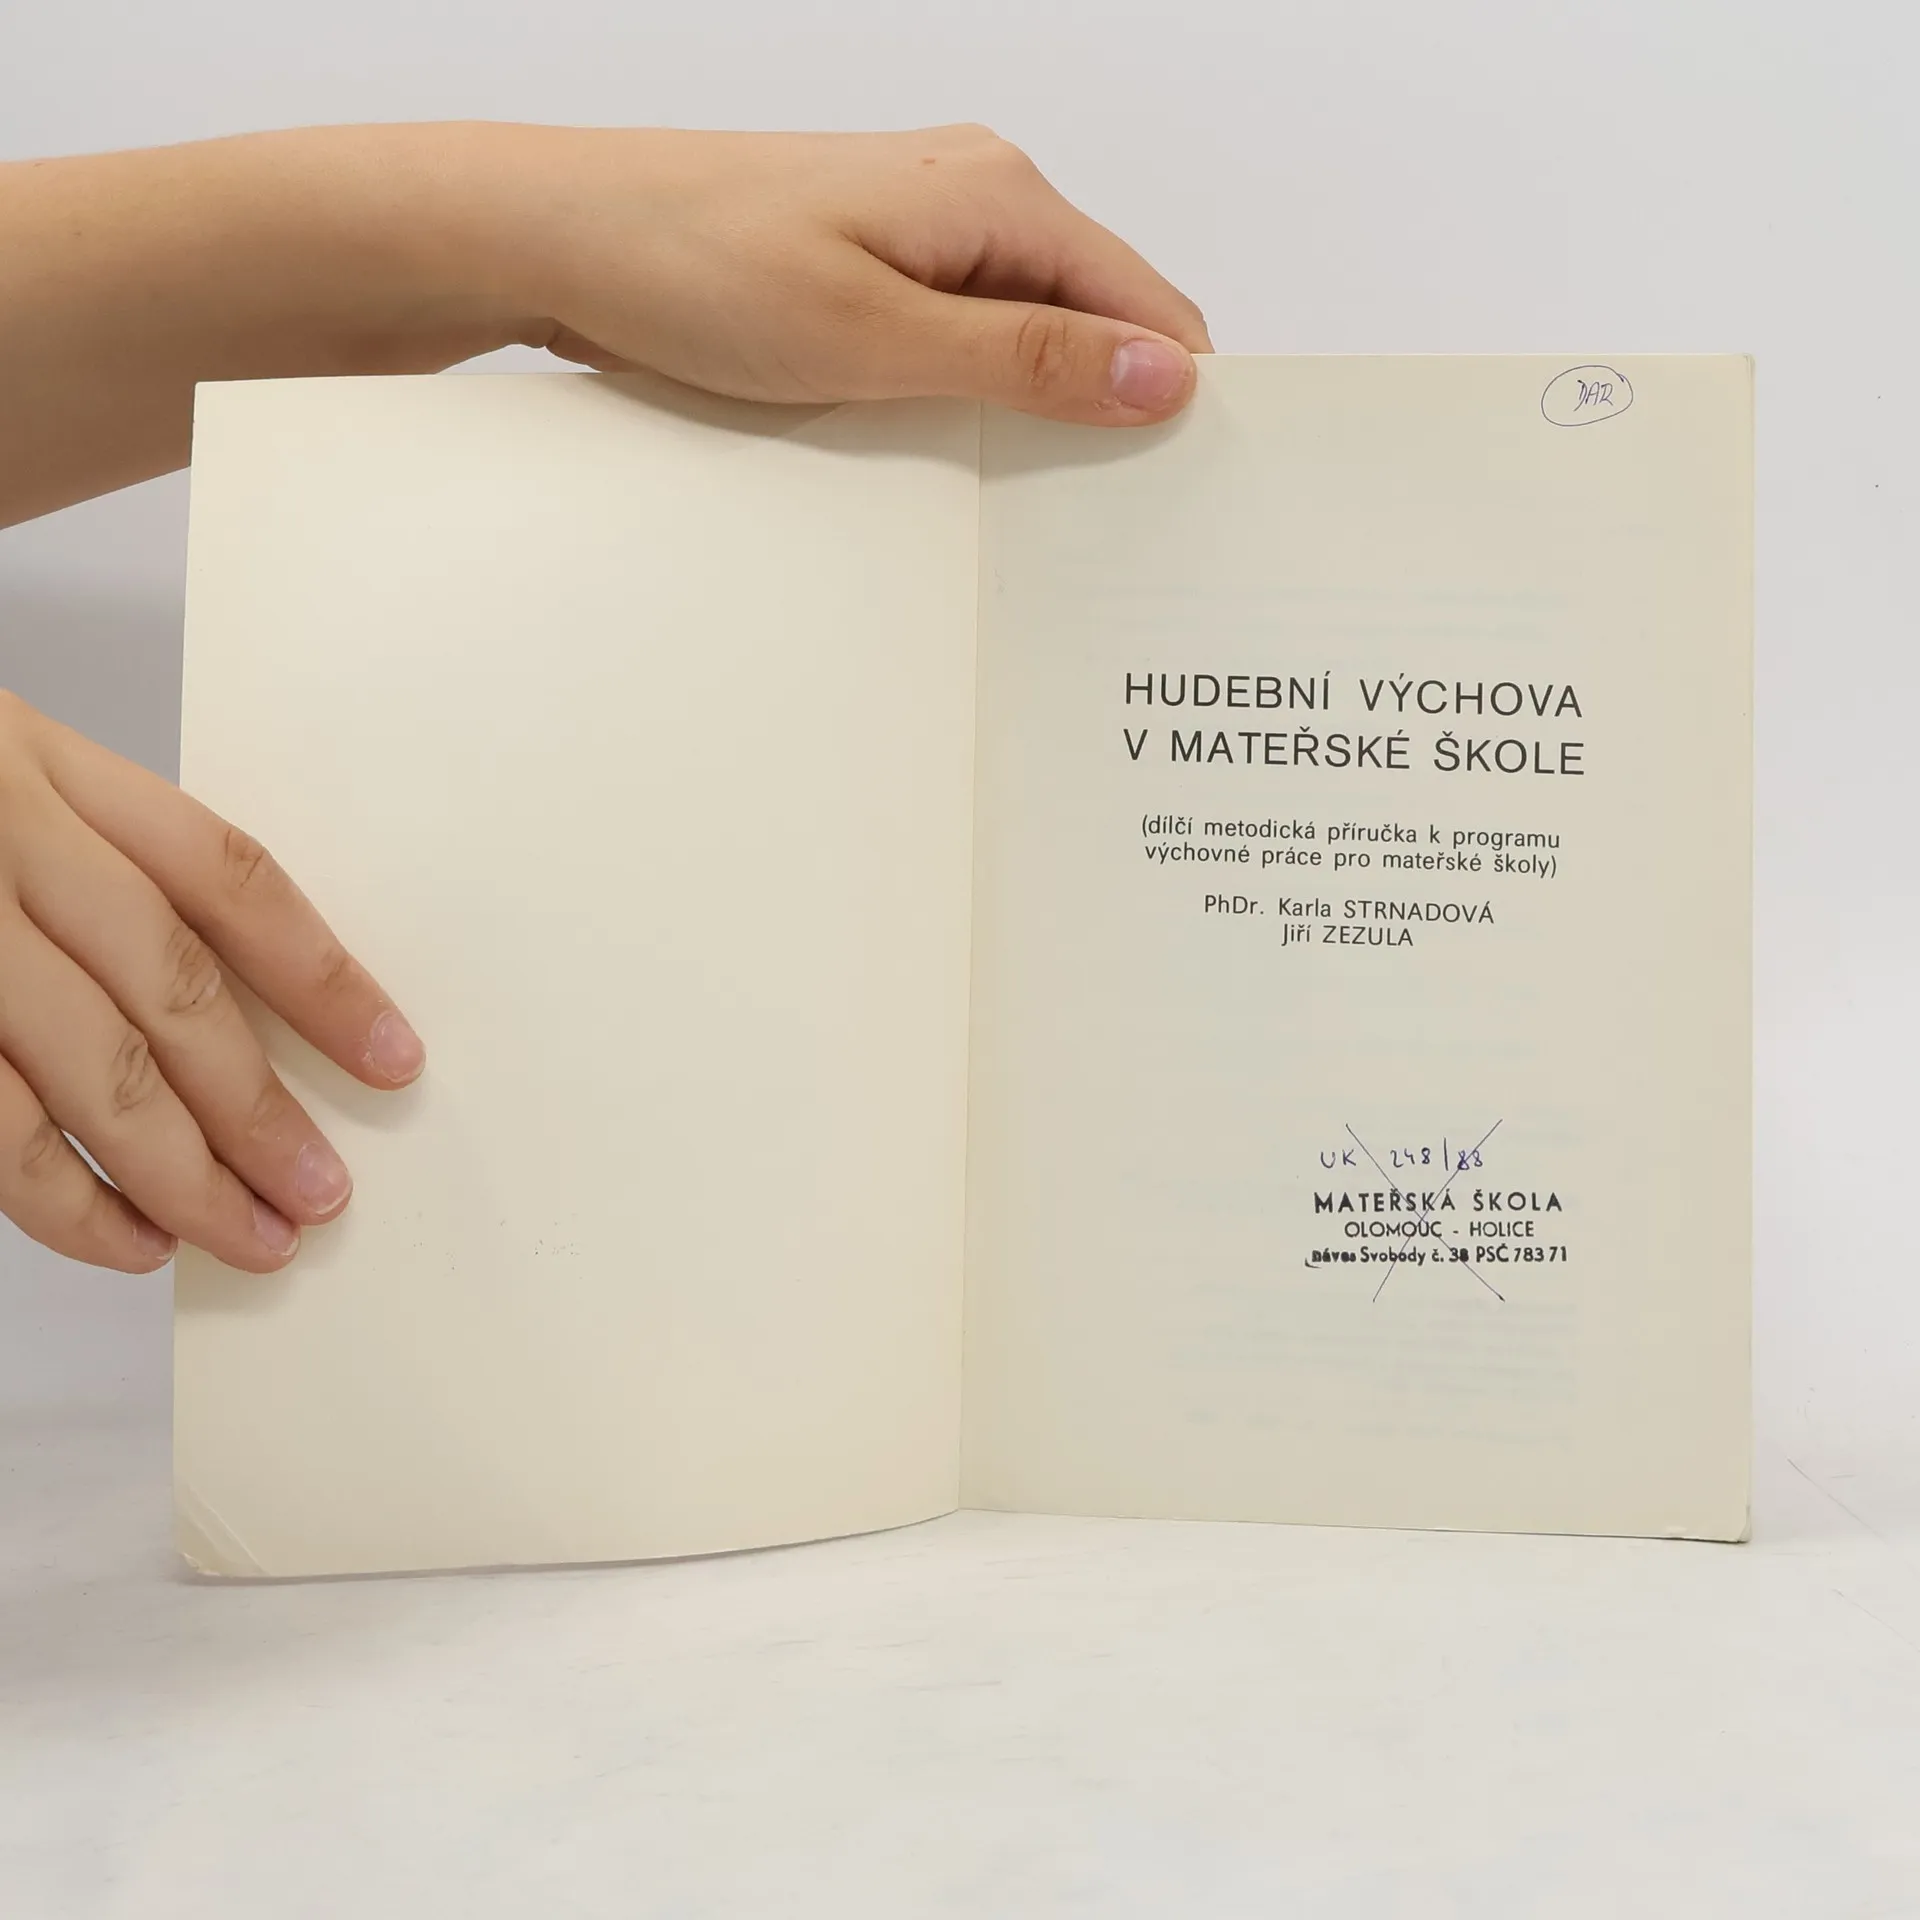 DAR
HUDEBNÍ VÝCHOVA
V MATEŘSKÉ ŠKOLE
(dílčí metodická příručka k programu
výchovné práce pro mateřské školy)
PhDr. Karla STRNADOVÁ
Jiří ZEZULA
UK 248/88
MATEŘSKÁ ŠKOLA
OLOMOUC - HOLICE
náves Svobody č. 38 PSČ 783 71